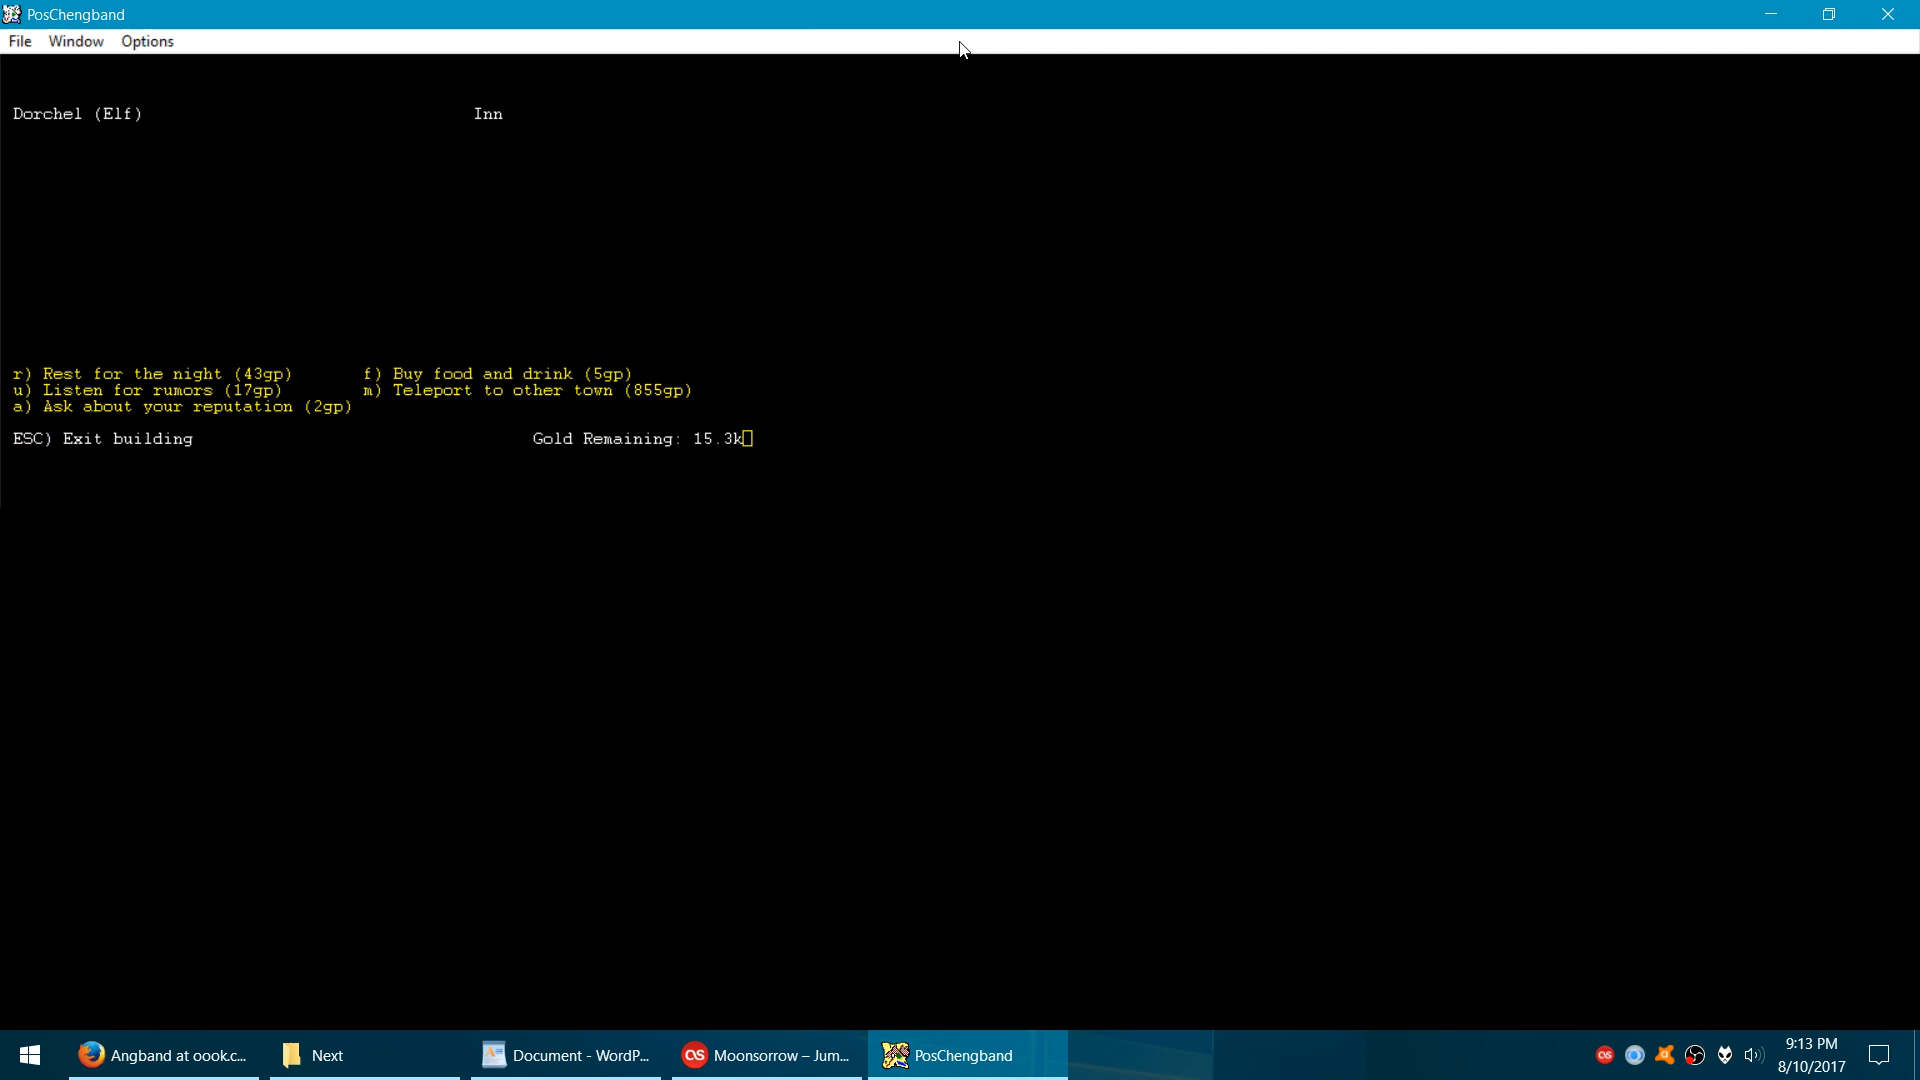 PosChengband
File Window Options
Dorchel (Elf) Inn
r) Rest for the night (43gp) f) Buy food and drink (5gp)
u) Listen for rumors (17gp) m) Teleport to other town (855gp)
a) Ask about your reputation (2gp)
ESC) Exit building Gold Remaining: 15.3k
Angband at oook.c... Next Document - WordP... Moonsorrow – Jum... PosChengband
9:13 PM
8/10/2017